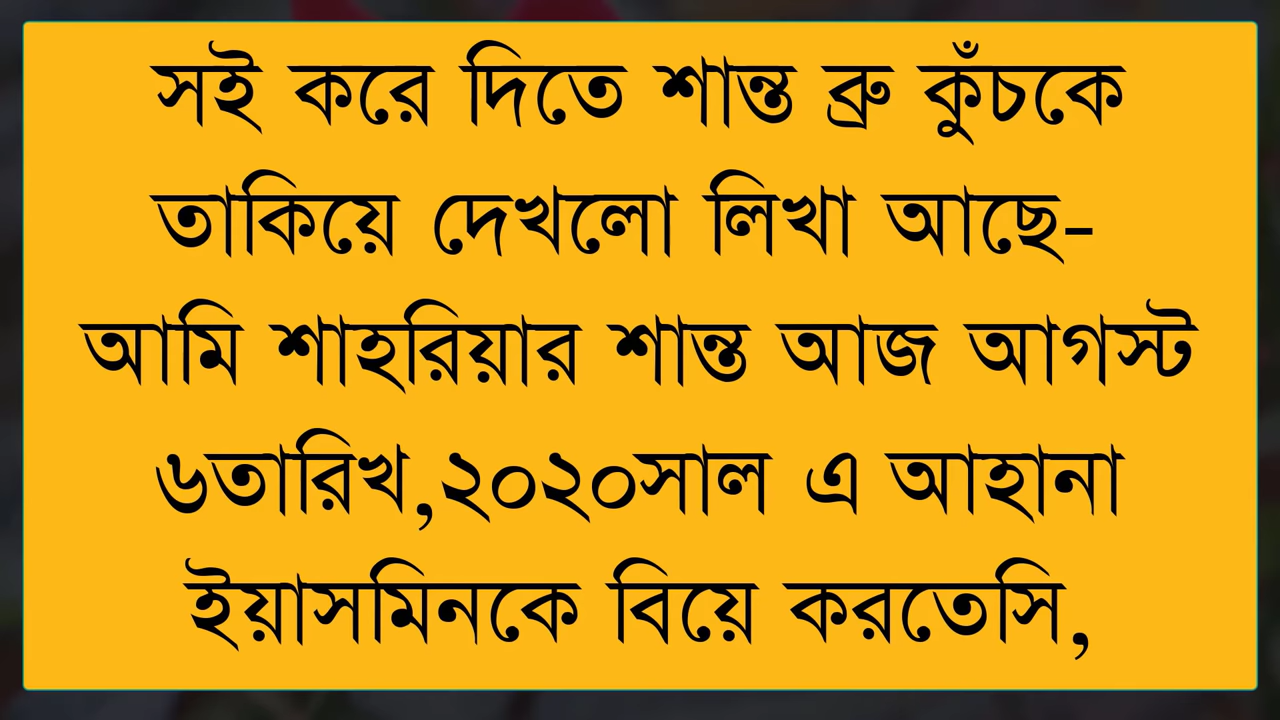 সই করে দিতে শান্ত ব্রু কুঁচকে
তাকিয়ে দেখলো লিখা আছে-
আমি শাহরিয়ার শান্ত আজ আগস্ট
৬তারিখ,২০২০সাল এ আহানা
ইয়াসমিনকে বিয়ে করতেসি,